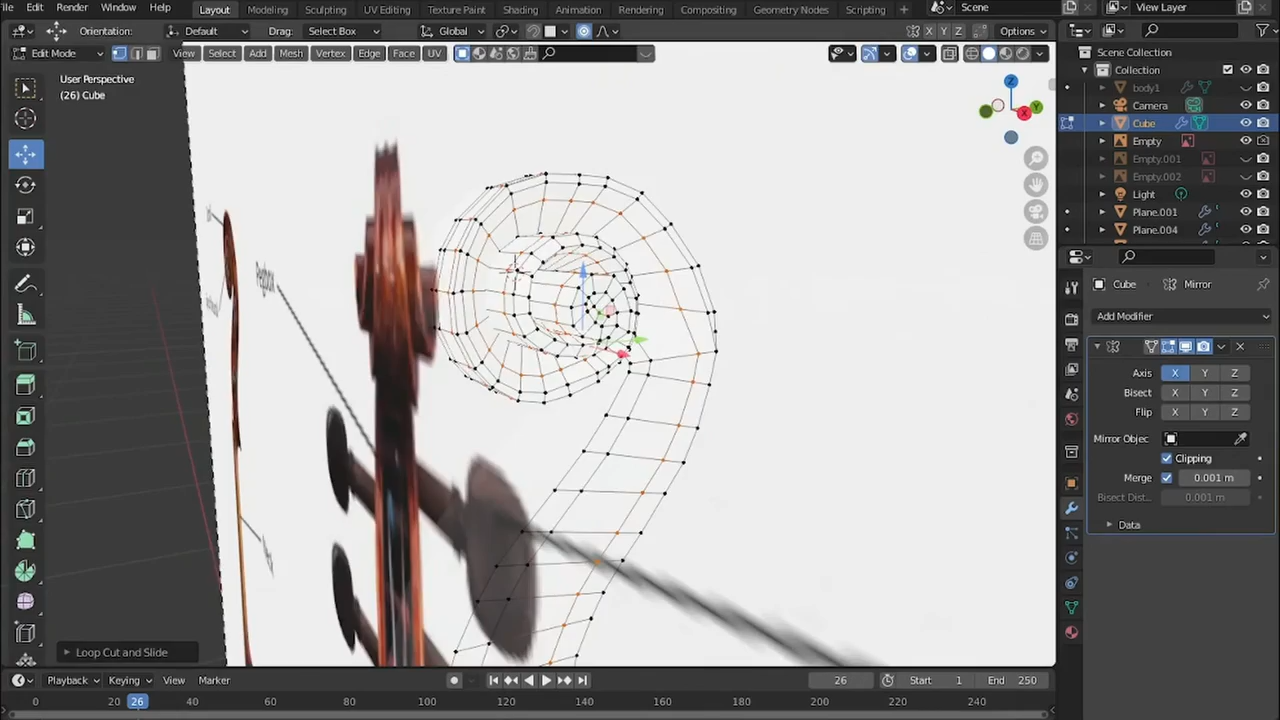 ile Edit Render Window Help Layout Modeling Sculpting UV Editing Texture Paint Shading Animation Rendering Compositing Geometry Nodes Scripting + Scene View Layer
Orientation: Default Drag: Select Box Global X Y Z Options
Edit Mode View Select Add Mesh Vertex Edge Face UV
User Perspective
(26) Cube
Z
Y
X
Pegbox
Loop Cut and Slide
Scene Collection
Collection
body1
Camera
Cube
Empty
Empty.001
Empty.002
Light
Plane.001
Plane.004
Cube Mirror
Add Modifier
Axis X Y Z
Bisect X Y Z
Flip X Y Z
Mirror Objec
Clipping
Merge 0.001 m
Bisect Dist... 0.001 m
Data
Playback Keying View Marker 26 Start 1 End 250
0 20 26 40 60 80 100 120 140 160 180 200 220 240